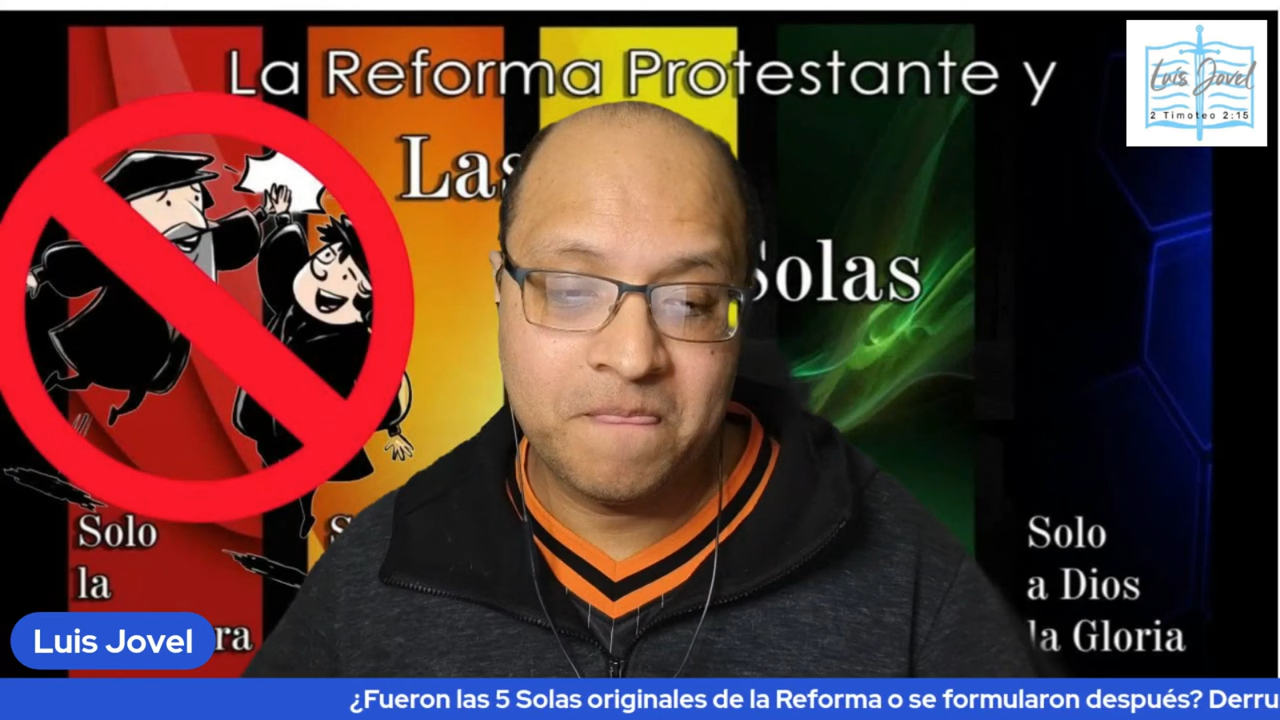 La Reforma Protestante y
Las
Solas
Luis Jovel
2 Timoteo 2:15
Solo
la
ra
Solo
a Dios
la Gloria
Luis Jovel
¿Fueron las 5 Solas originales de la Reforma o se formularon después? Derru